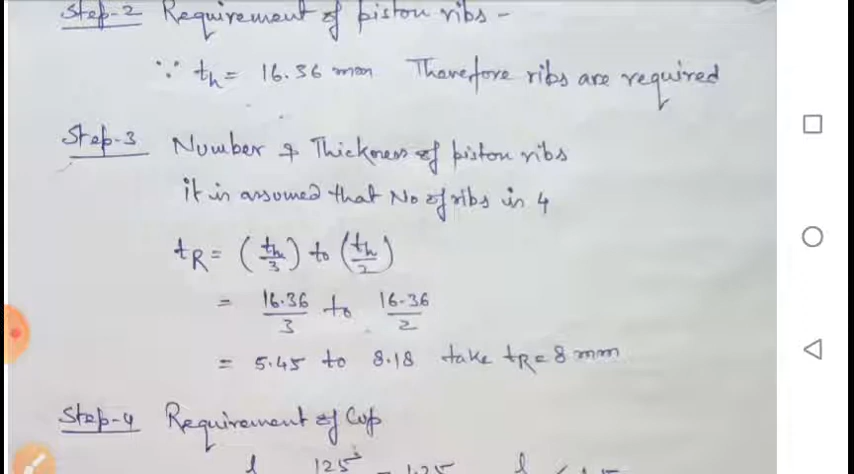 Step-2 Requirement of piston ribs -
∵ th = 16.36 mm Therefore ribs are required
Step-3 Number & Thickness of piston ribs
it is assumed that No of ribs is 4
tR = (th/3) to (th/2)
= 16.36/3 to 16.36/2
= 5.45 to 8.18 take tR = 8 mm
Step-4 Requirement of Cup